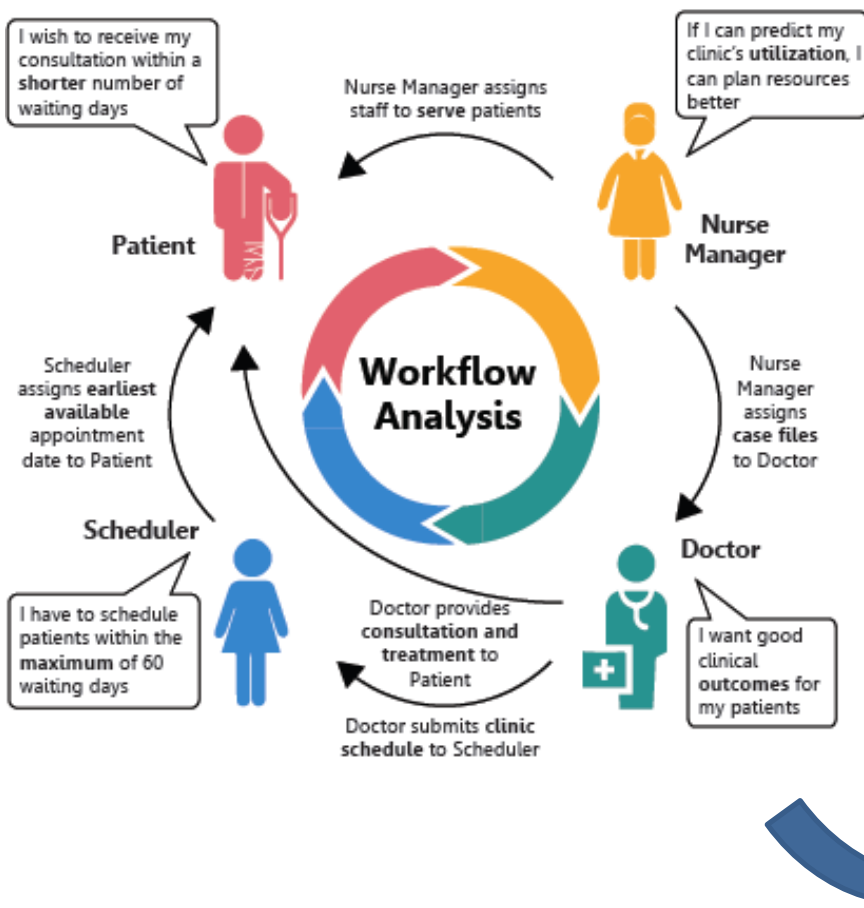 I wish to receive my
consultation within a
shorter number of
waiting days
If I can predict my
clinic's utilization, I
can plan resources
better
Nurse Manager assigns
staff to serve patients
Patient
Nurse
Manager
Workflow
Analysis
Scheduler
assigns earliest
available
appointment
date to Patient
Nurse
Manager
assigns
case files
to Doctor
Scheduler
Doctor
I have to schedule
patients within the
maximum of 60
waiting days
Doctor provides
consultation and
treatment to
Patient
I want good
clinical
outcomes for
my patients
Doctor submits clinic
schedule to Scheduler